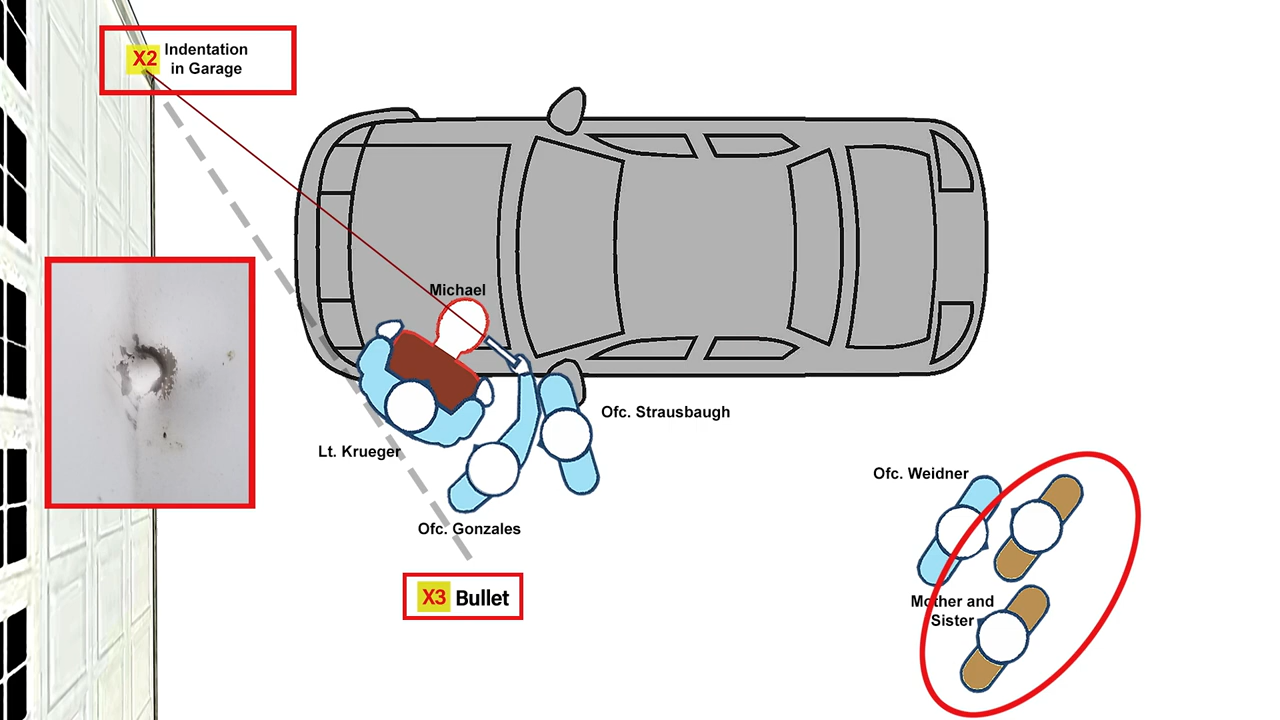 X2 Indentation
in Garage
Michael
Ofc. Strausbaugh
Lt. Krueger
Ofc. Weidner
Ofc. Gonzales
X3 Bullet
Mother and
Sister